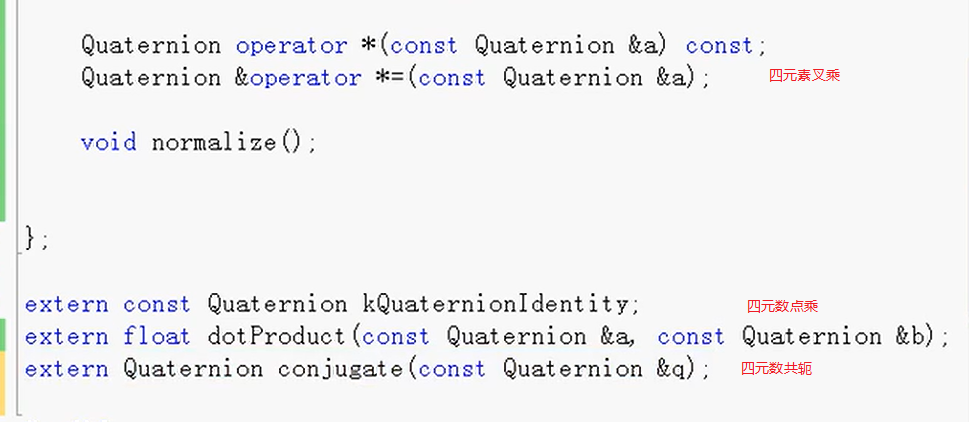 Quaternion operator *(const Quaternion &a) const;
Quaternion &operator *=(const Quaternion &a); 四元素叉乘
void normalize();
};
extern const Quaternion kQuaternionIdentity; 四元数点乘
extern float dotProduct(const Quaternion &a, const Quaternion &b);
extern Quaternion conjugate(const Quaternion &q); 四元数共轭